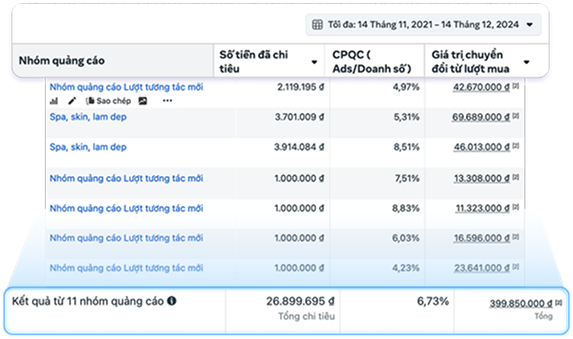 Tối đa: 14 Tháng 11, 2021 – 14 Tháng 12, 2024
Nhóm quảng cáo
Số tiền đã chi tiêu
CPQC ( Ads/Doanh số)
Giá trị chuyển đổi từ lượt mua
Nhóm quảng cáo Lượt tương tác mới 2.119.195 đ 4,97% 42.670.000 đ [2]
Sao chép
Spa, skin, lam dep 3.701.009 đ 5,31% 69.689.000 đ [2]
Spa, skin, lam dep 3.914.084 đ 8,51% 46.013.000 đ [2]
Nhóm quảng cáo Lượt tương tác mới 1.000.000 đ 7,51% 13.308.000 đ [2]
Nhóm quảng cáo Lượt tương tác mới 1.000.000 đ 8,83% 11.323.000 đ [2]
Nhóm quảng cáo Lượt tương tác mới 1.000.000 đ 6,03% 16.596.000 đ [2]
Nhóm quảng cáo Lượt tương tác mới 1.000.000 đ 4,23% 23.641.000 đ [2]
Kết quả từ 11 nhóm quảng cáo 26.899.695 đ 6,73% 399.850.000 đ [2]
Tổng chi tiêu Tổng